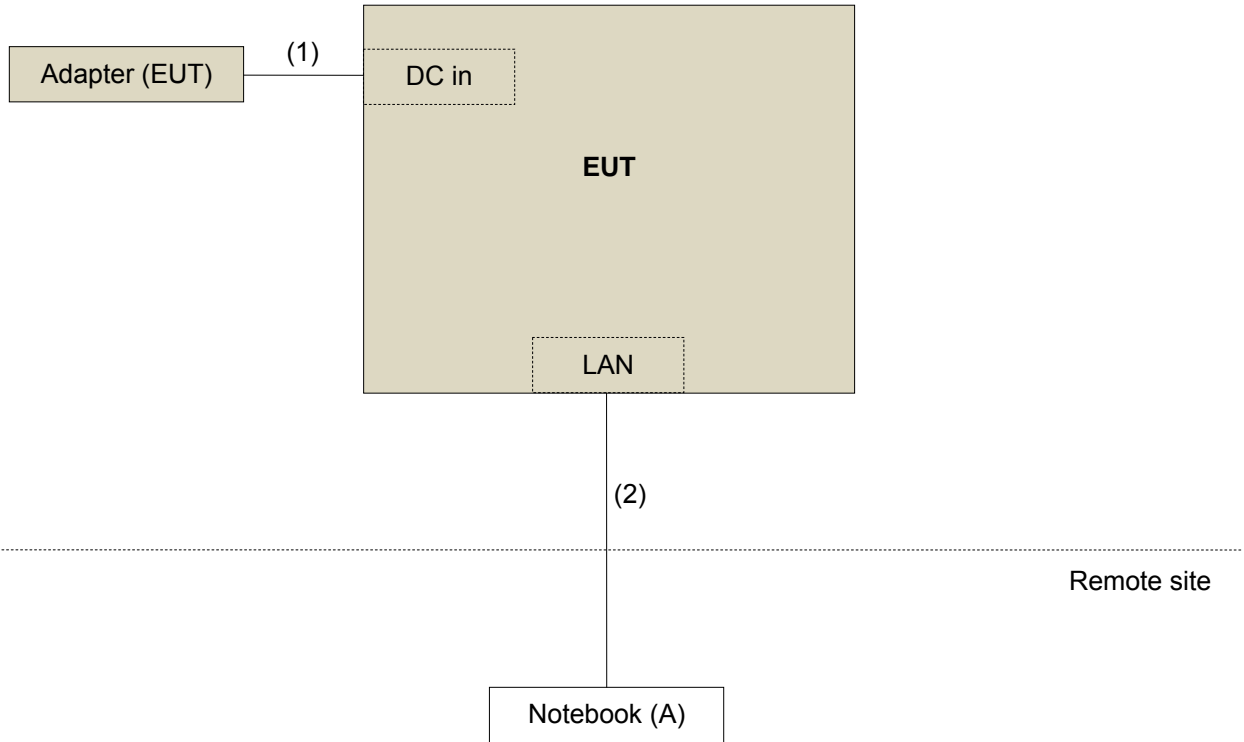 (1)
Adapter (EUT)
DC in
EUT
LAN
(2)
Remote site
Notebook (A)